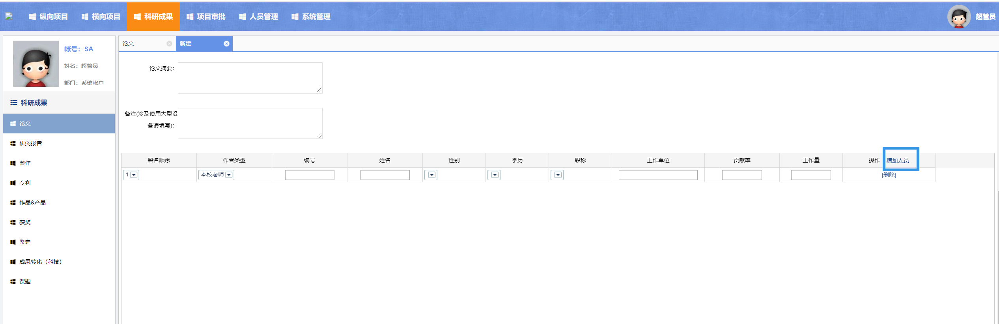 纵向项目 横向项目 科研成果 项目审批 人员管理 系统管理 超管员
论文 新建
帐号：SA
姓名：超管员
部门：系统帐户
科研成果
论文
研究报告
著作
专利
作品&产品
获奖
鉴定
成果转化（科技）
课题
论文摘要：
备注(涉及使用大型设
备请填写)：
署名顺序 作者类型 编号 姓名 性别 学历 职称 工作单位 贡献率 工作量 操作 增加人员
1 本校老师 [删除]